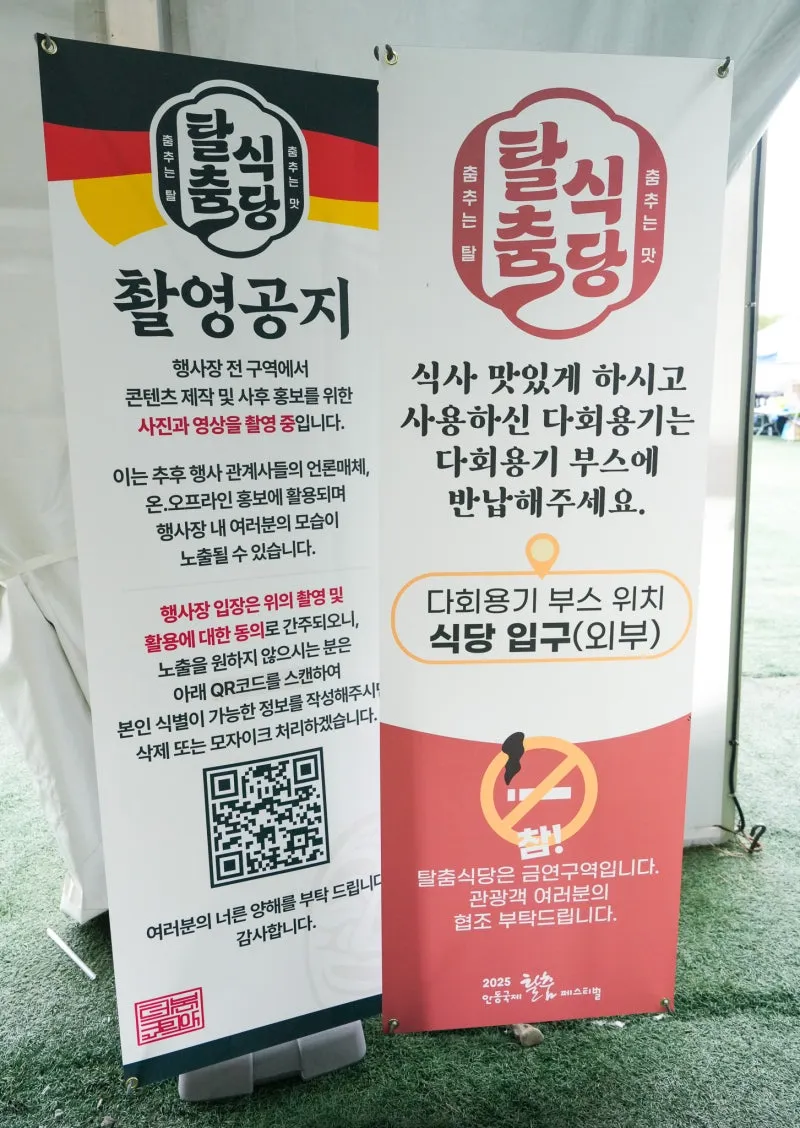 탈춤
식당
춤추는 탈
춤추는 맛
촬영공지
행사장 전 구역에서
콘텐츠 제작 및 사후 홍보를 위한
사진과 영상을 촬영 중입니다.
이는 추후 행사 관계사들의 언론매체,
온.오프라인 홍보에 활용되며
행사장 내 여러분의 모습이
노출될 수 있습니다.
행사장 입장은 위의 촬영 및
활용에 대한 동의로 간주되오니,
노출을 원하지 않으시는 분은
아래 QR코드를 스캔하여
본인 식별이 가능한 정보를 작성해주시면
삭제 또는 모자이크 처리하겠습니다.
여러분의 너른 양해를 부탁 드립니다
감사합니다.
탈춤
식당
춤추는 탈
춤추는 맛
식사 맛있게 하시고
사용하신 다회용기는
다회용기 부스에
반납해주세요.
다회용기 부스 위치
식당 입구(외부)
참!
탈춤식당은 금연구역입니다.
관광객 여러분의
협조 부탁드립니다.
2025
안동국제 탈춤 페스티벌